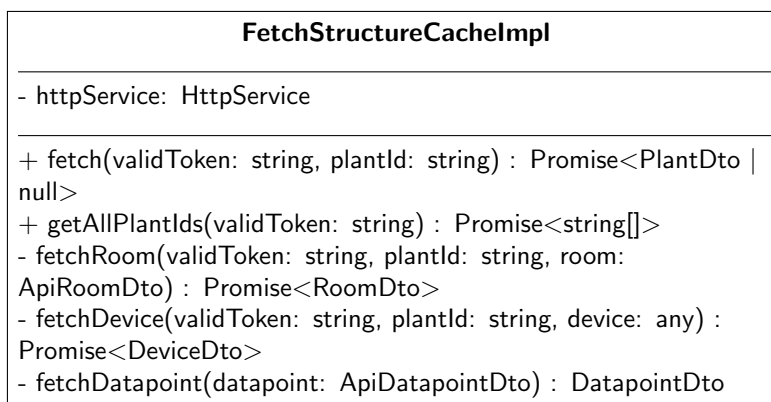 FetchStructureCacheImpl
- httpService: HttpService
+ fetch(validToken: string, plantId: string) : Promise<PlantDto |
null>
+ getAllPlantIds(validToken: string) : Promise<string[]>
- fetchRoom(validToken: string, plantId: string, room:
ApiRoomDto) : Promise<RoomDto>
- fetchDevice(validToken: string, plantId: string, device: any) :
Promise<DeviceDto>
- fetchDatapoint(datapoint: ApiDatapointDto) : DatapointDto